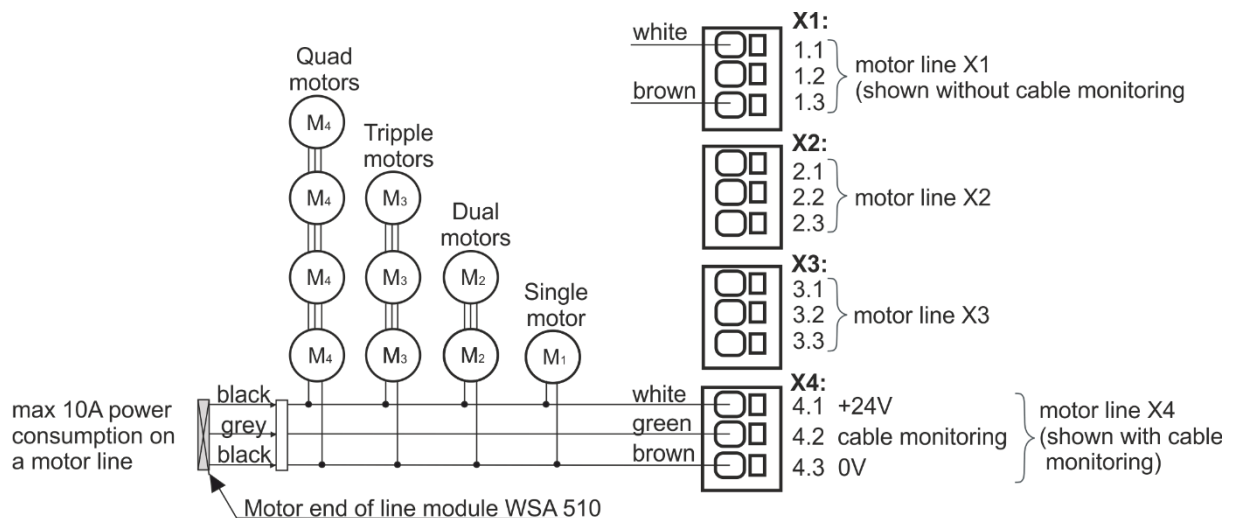 Quad
motors
M4
M4
M4
M4
Tripple
motors
M3
M3
M3
Dual
motors
M2
M2
Single
motor
M1
max 10A power
consumption on
a motor line
black
grey
black
Motor end of line module WSA 510
white
brown
X1:
1.1
1.2
1.3
motor line X1
(shown without cable monitoring
X2:
2.1
2.2
2.3
motor line X2
X3:
3.1
3.2
3.3
motor line X3
white
green
brown
X4:
4.1 +24V
4.2 cable monitoring
4.3 0V
motor line X4
(shown with cable
monitoring)